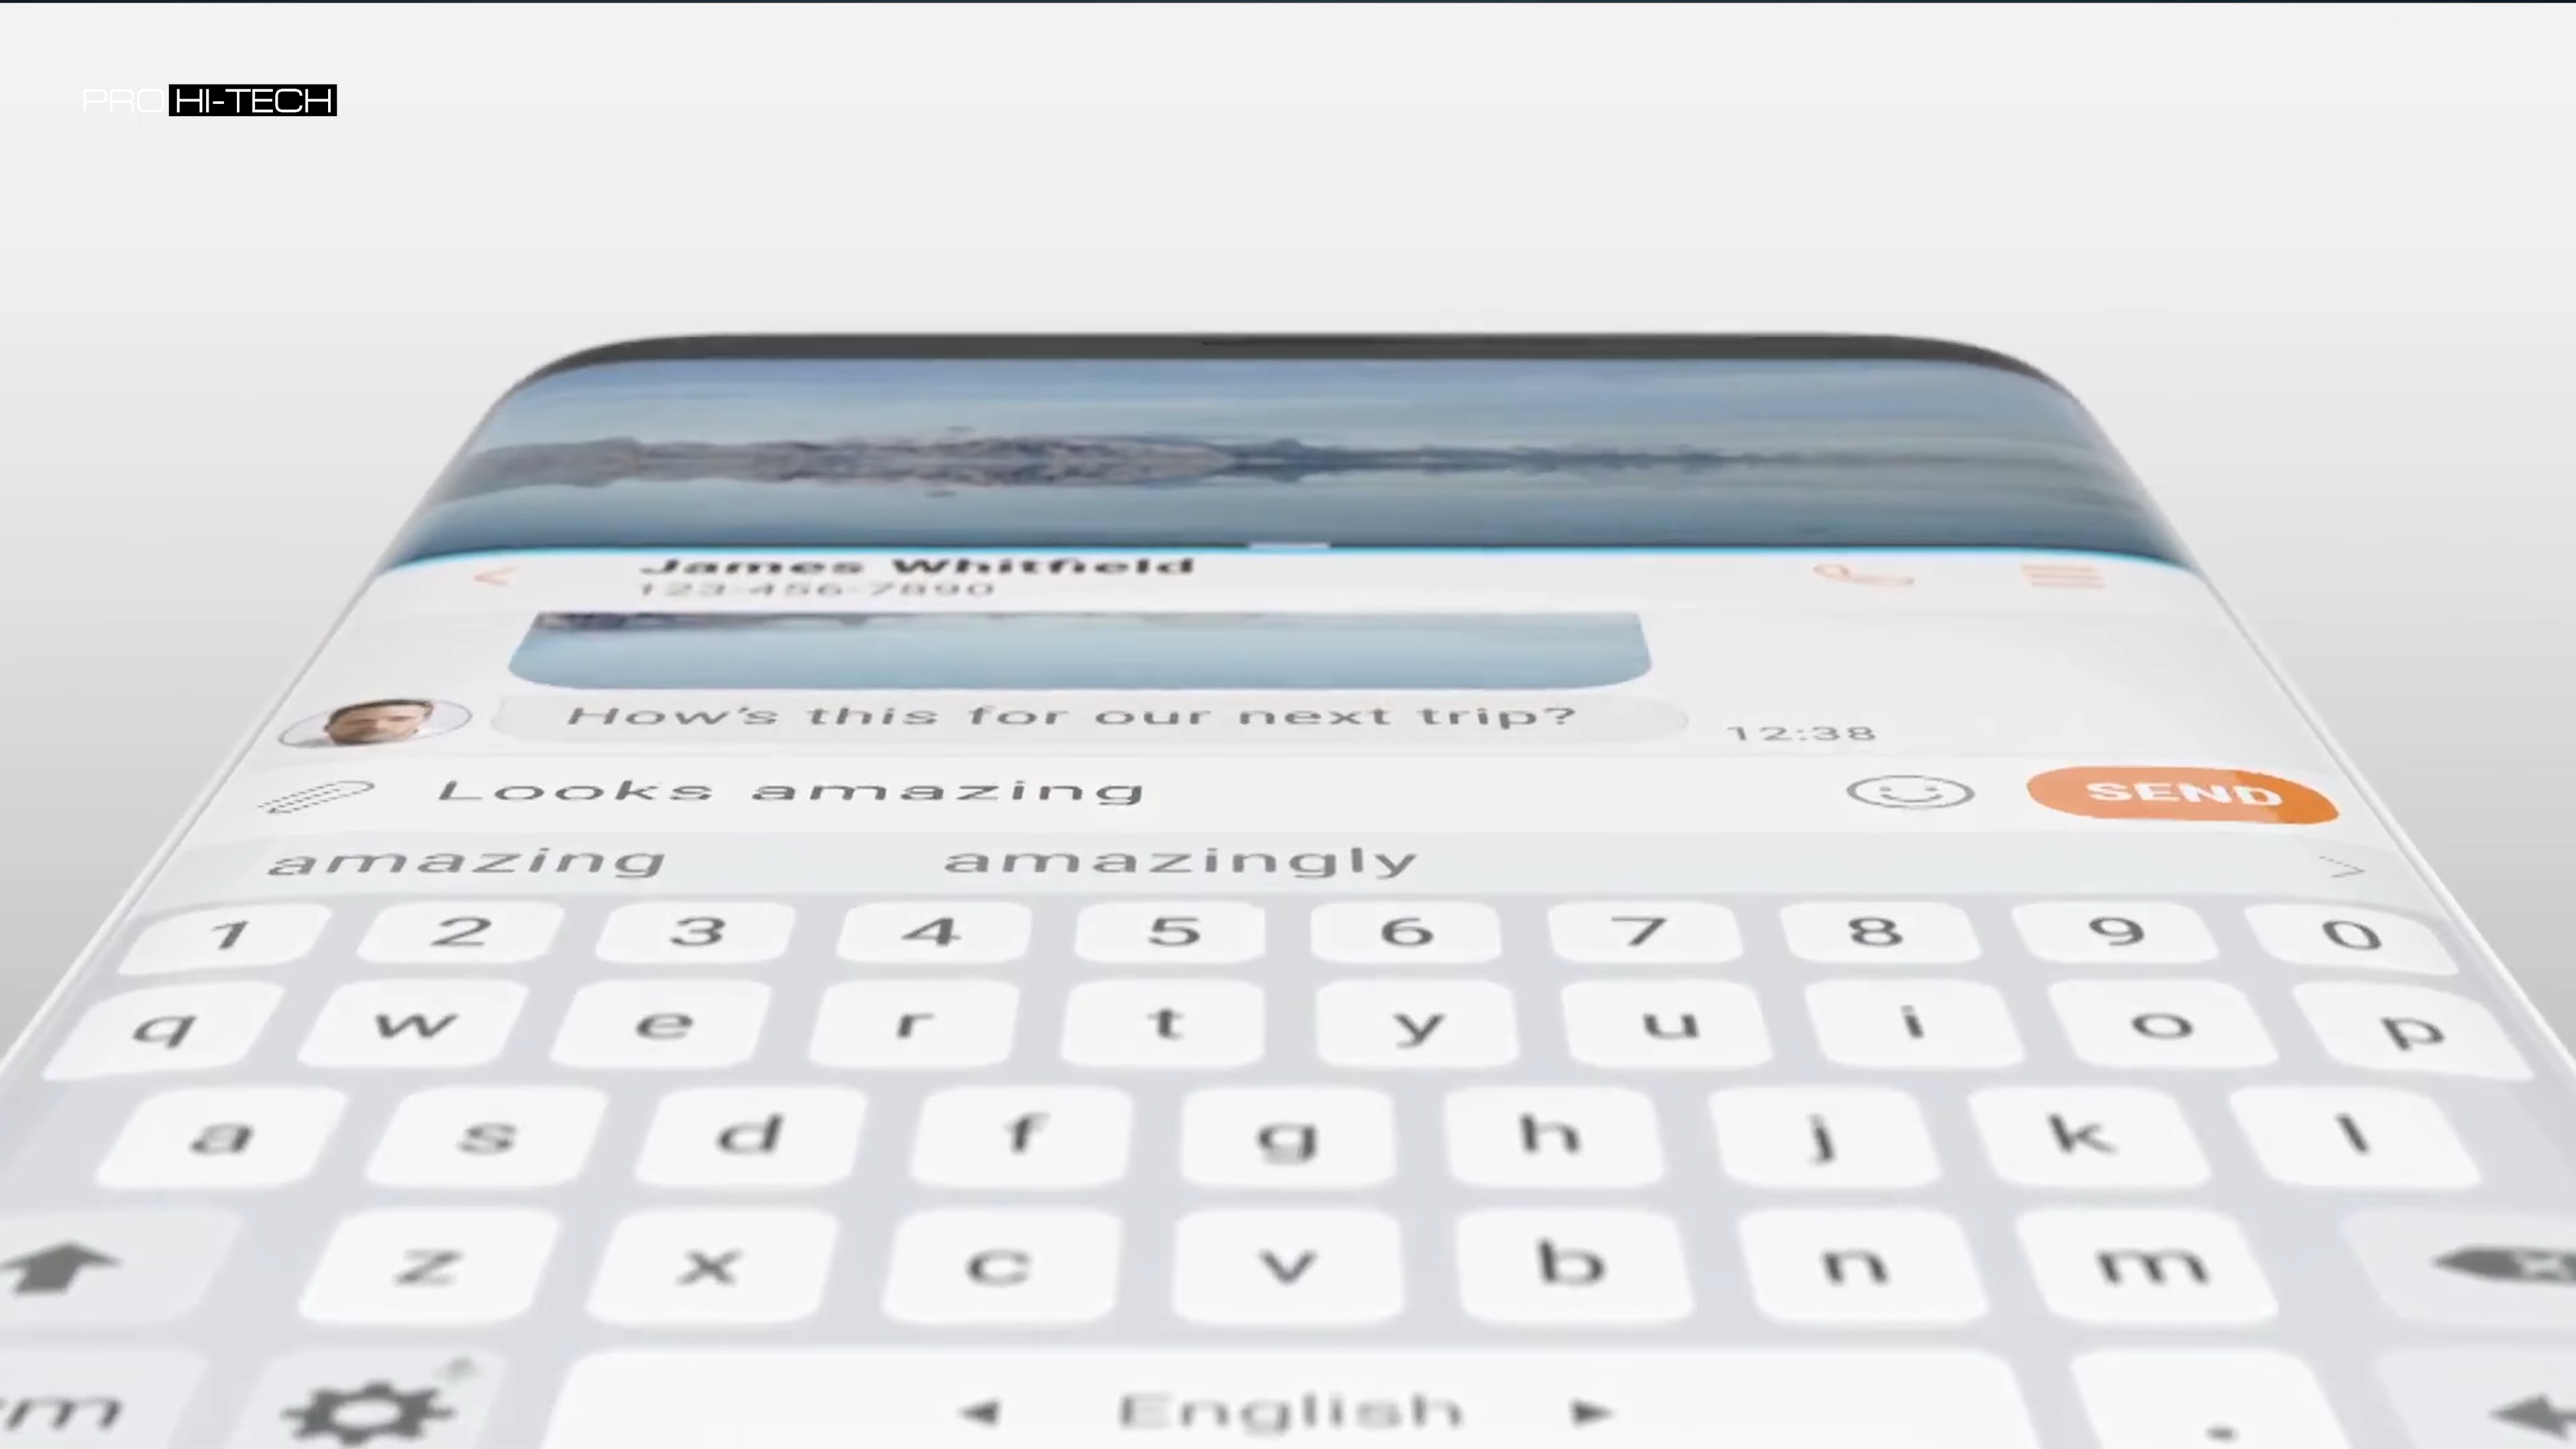 PRO HI-TECH
James Whitfield
123-456-7890
How's this for our next trip?
12:38
Looks amazing
SEND
amazing amazingly
1 2 3 4 5 6 7 8 9 0
q w e r t y u i o p
a s d f g h j k l
z x c v b n m
English .